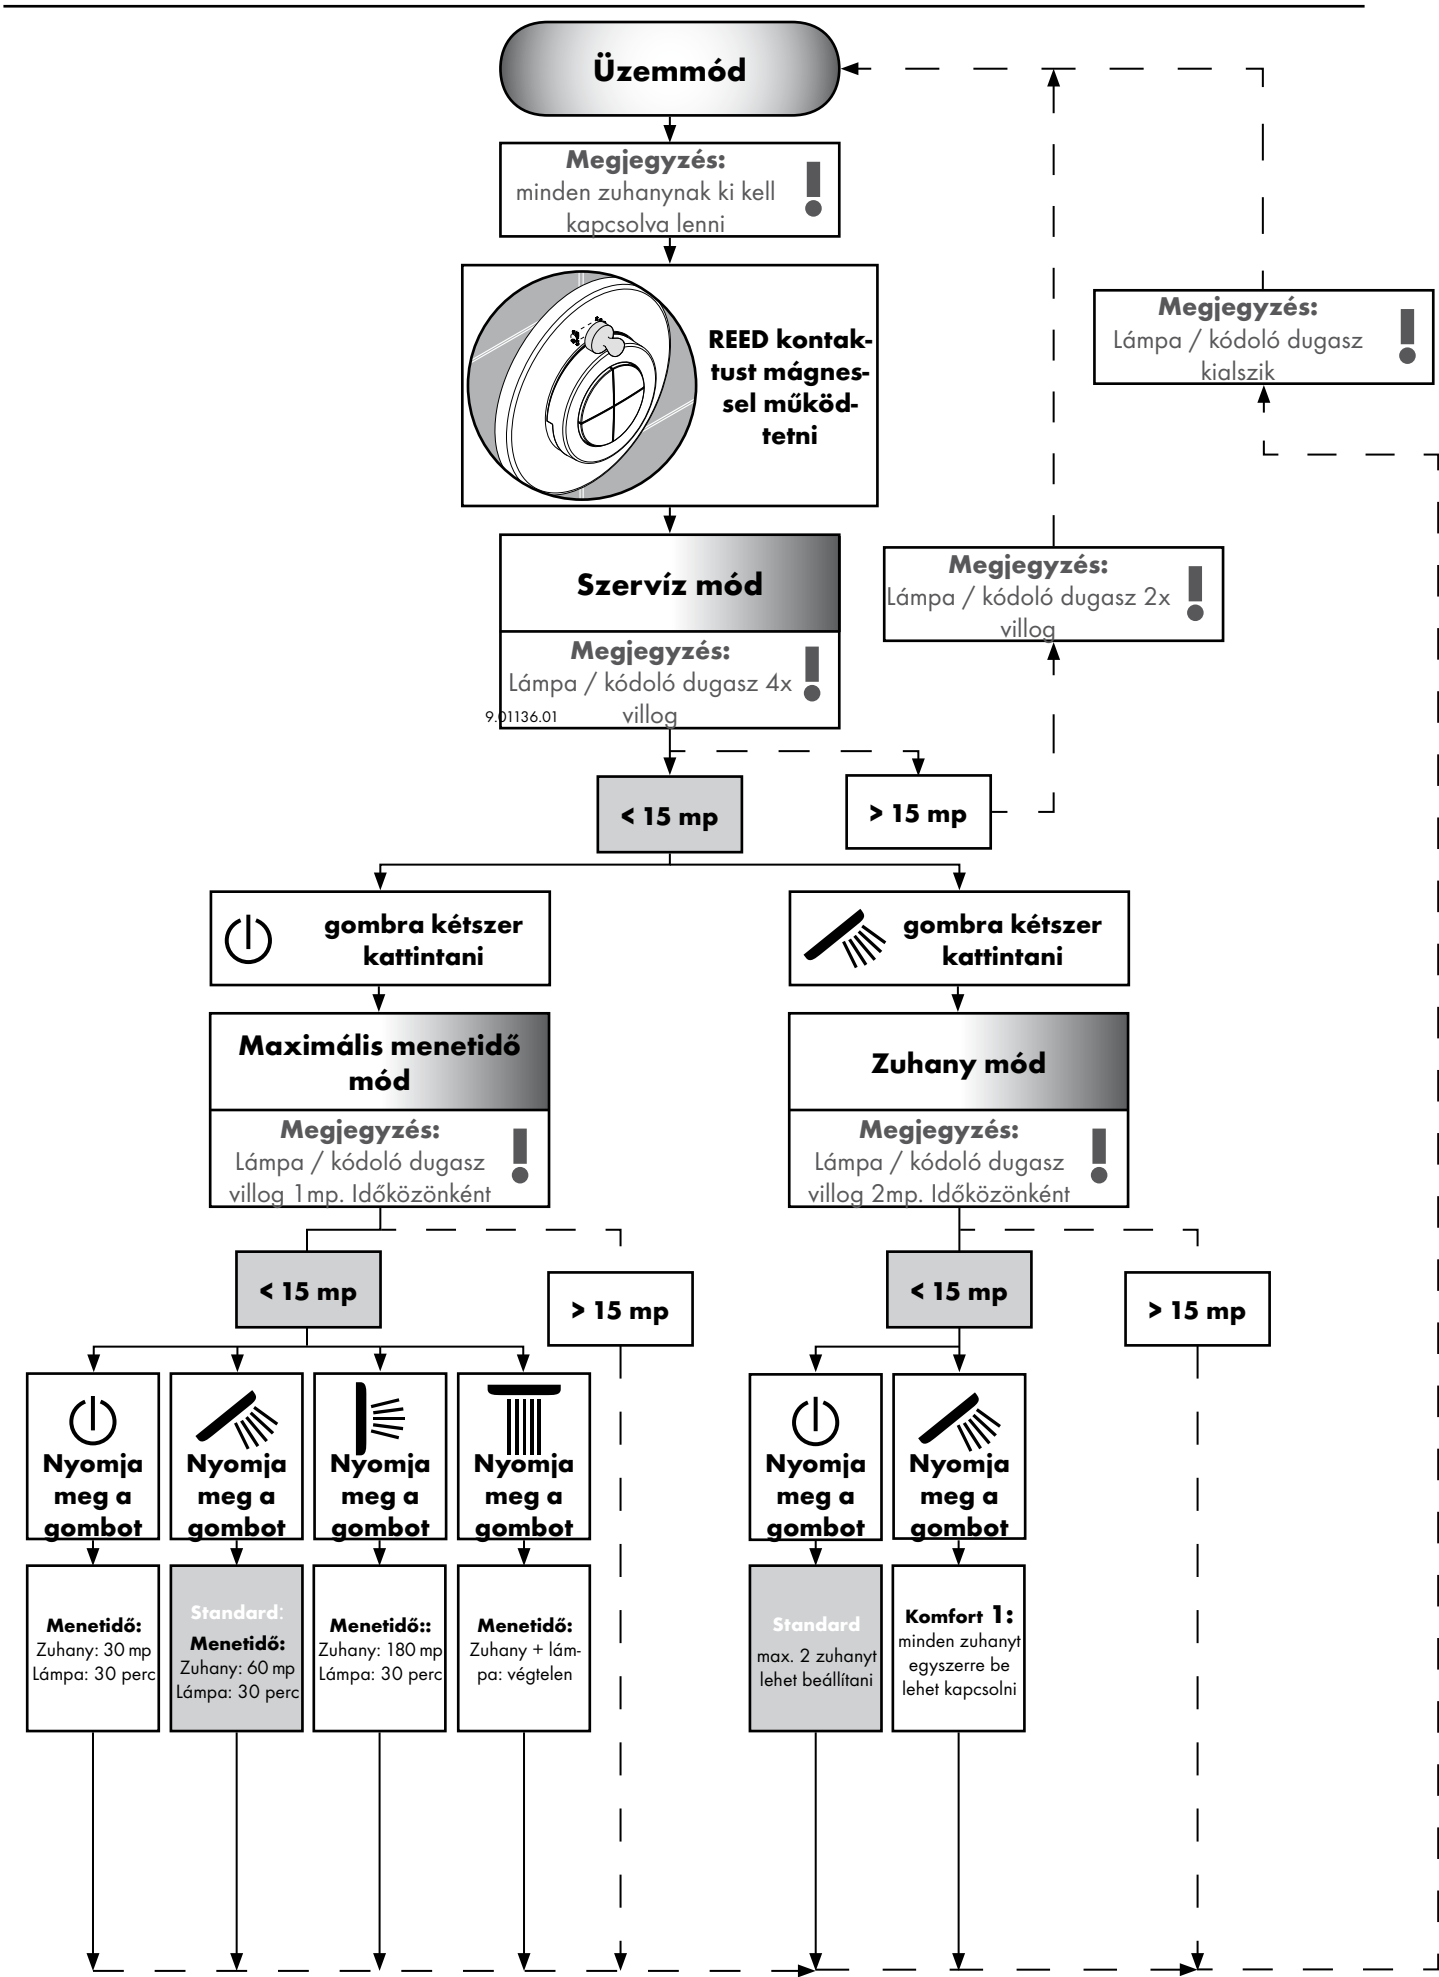 Üzemmód
Megjegyzés:
minden zuhanynak ki kell
kapcsolva lenni
REED kontak-
tust mágnes-
sel működ-
tetni
Megjegyzés:
Lámpa / kódoló dugasz
kialszik
Szervíz mód
Megjegyzés:
Lámpa / kódoló dugasz 4x
villog
9.01136.01
Megjegyzés:
Lámpa / kódoló dugasz 2x
villog
< 15 mp
> 15 mp
gombra kétszer
kattintani
gombra kétszer
kattintani
Maximális menetidő
mód
Megjegyzés:
Lámpa / kódoló dugasz
villog 1mp. Időközönként
Zuhany mód
Megjegyzés:
Lámpa / kódoló dugasz
villog 2mp. Időközönként
< 15 mp
> 15 mp
< 15 mp
> 15 mp
Nyomja
meg a
gombot
Nyomja
meg a
gombot
Nyomja
meg a
gombot
Nyomja
meg a
gombot
Nyomja
meg a
gombot
Nyomja
meg a
gombot
Menetidő:
Zuhany: 30 mp
Lámpa: 30 perc
Standard:
Menetidő:
Zuhany: 60 mp
Lámpa: 30 perc
Menetidő::
Zuhany: 180 mp
Lámpa: 30 perc
Menetidő:
Zuhany + lám-
pa: végtelen
Standard
max. 2 zuhanyt
lehet beállítani
Komfort 1:
minden zuhanyt
egyszerre be
lehet kapcsolni